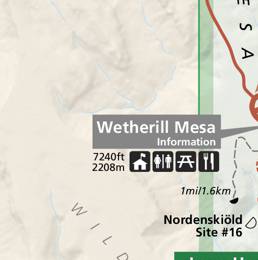 E S A
Wetherill Mesa
Information
7240ft
2208m
1mi/1.6km
Nordenskiöld
Site #16
W I L D